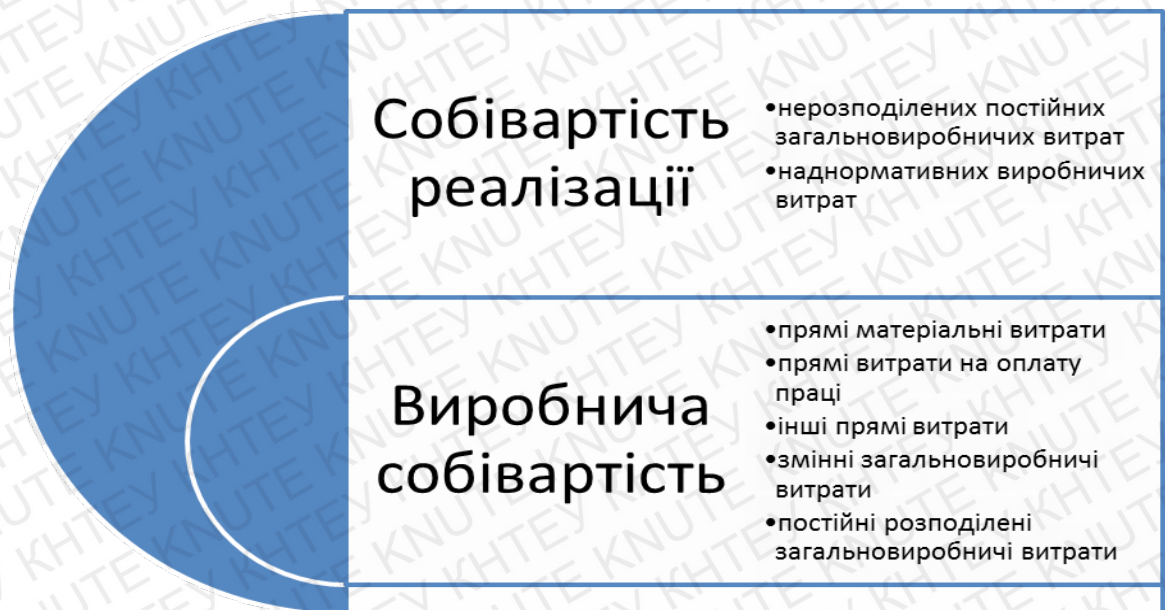 Собівартість
реалізації
•нерозподілених постійних
загальновиробничих витрат
•наднормативних виробничих
витрат
Виробнича
собівартість
•прямі матеріальні витрати
•прямі витрати на оплату
праці
•інші прямі витрати
•змінні загальновиробничі
витрати
•постійні розподілені
загальновиробничі витрати